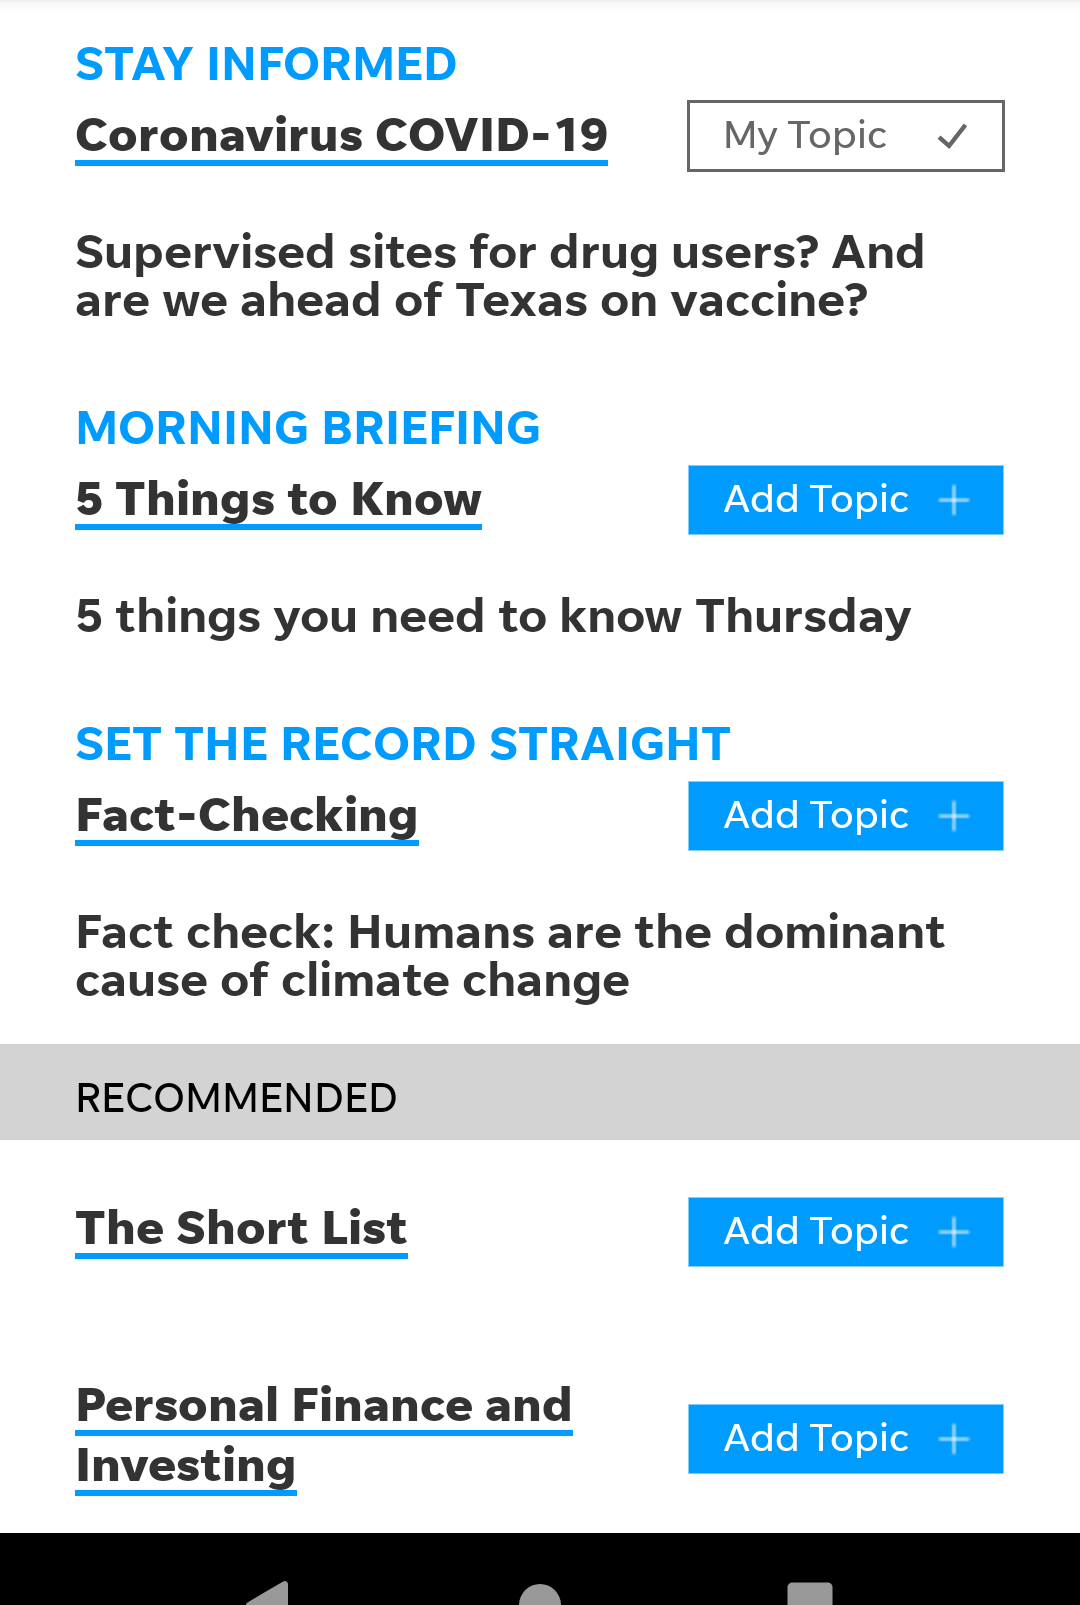 STAY INFORMED
Coronavirus COVID-19
My Topic
Supervised sites for drug users? And
are we ahead of Texas on vaccine?
MORNING BRIEFING
5 Things to Know
Add Topic
5 things you need to know Thursday
SET THE RECORD STRAIGHT
Fact-Checking
Add Topic
Fact check: Humans are the dominant
cause of climate change
RECOMMENDED
The Short List
Add Topic
Personal Finance and
Investing
Add Topic